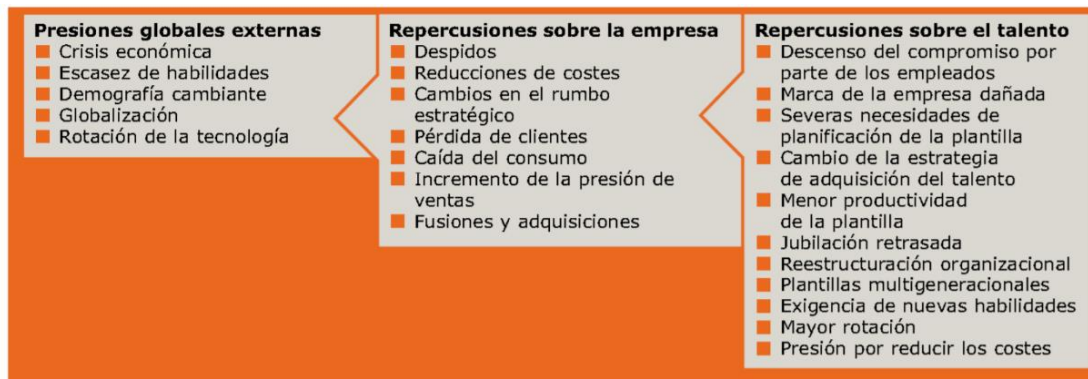 Presiones globales externas
Crisis económica
Escasez de habilidades
Demografía cambiante
Globalización
Rotación de la tecnología
Repercusiones sobre la empresa
Despidos
Reducciones de costes
Cambios en el rumbo
estratégico
Pérdida de clientes
Caída del consumo
Incremento de la presión de
ventas
Fusiones y adquisiciones
Repercusiones sobre el talento
Descenso del compromiso por
parte de los empleados
Marca de la empresa dañada
Severas necesidades de
planificación de la plantilla
Cambio de la estrategia
de adquisición del talento
Menor productividad
de la plantilla
Jubilación retrasada
Reestructuración organizacional
Plantillas multigeneracionales
Exigencia de nuevas habilidades
Mayor rotación
Presión por reducir los costes